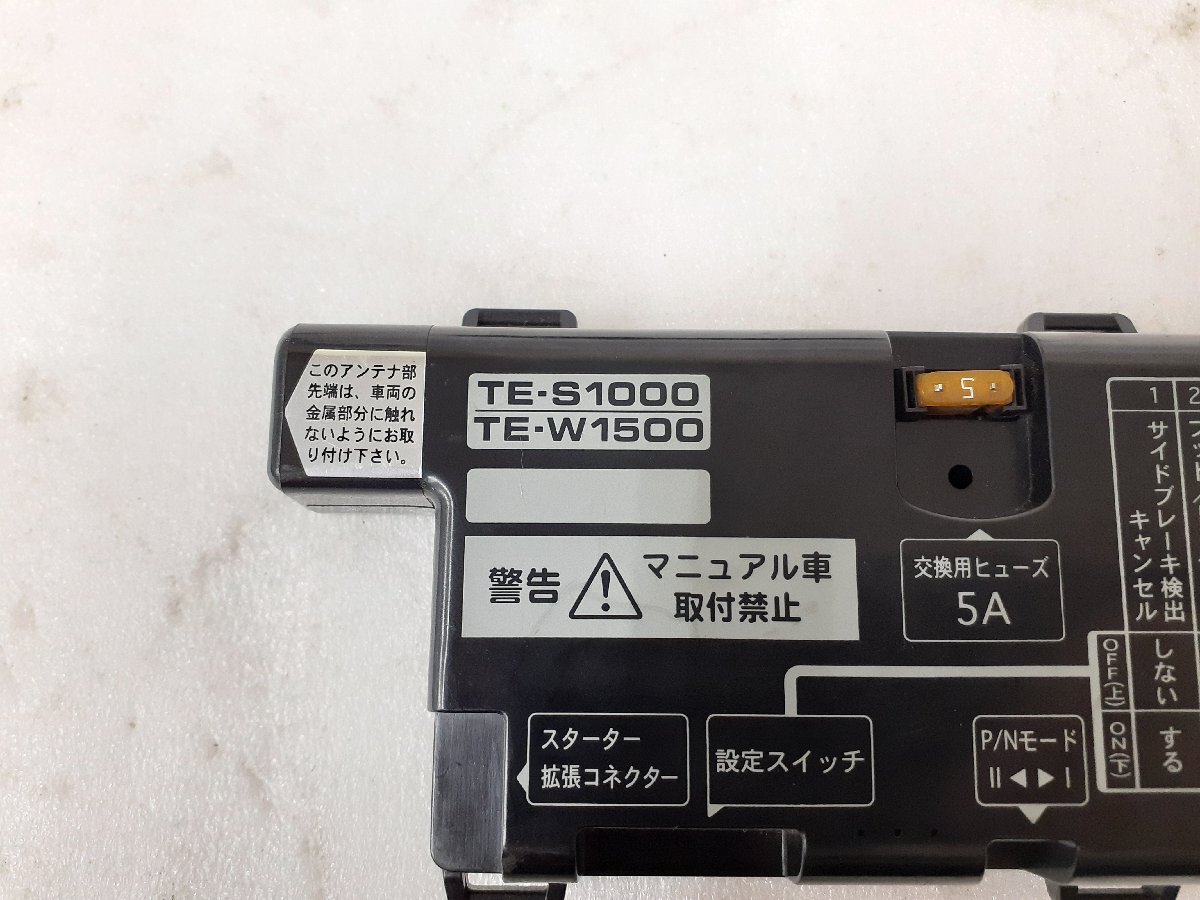 このアンテナ部
先端は、車両の
金属部分に触れ
ないようにお取
り付け下さい。
TE-S1000
TE-W1500
5
警告
マニュアル車
取付禁止
交換用ヒューズ
5A
スターター
拡張コネクター
設定スイッチ
P/Nモード
II ◀ ▶ I
1
サイドブレーキ検出
キャンセル
OFF(上)
しない
ON(下)
する
2